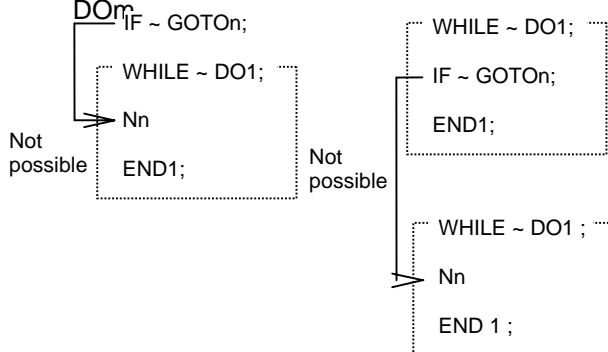 DOm
IF ~ GOTOn;
WHILE ~ DO1;
Nn
Not
possible
END1;
WHILE ~ DO1;
IF ~ GOTOn;
END1;
Not
possible
WHILE ~ DO1 ;
Nn
END 1 ;